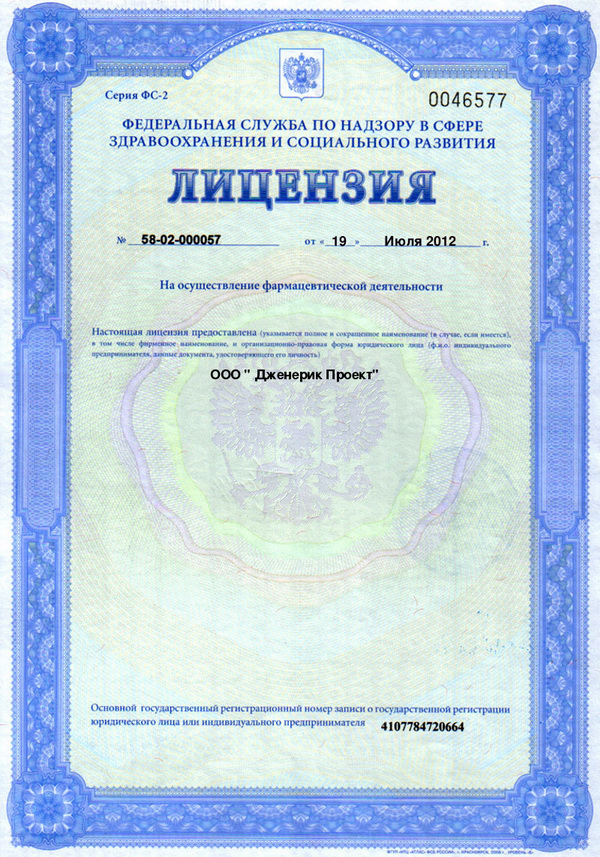 Серия ФС-2
0046577
ФЕДЕРАЛЬНАЯ СЛУЖБА ПО НАДЗОРУ В СФЕРЕ
ЗДРАВООХРАНЕНИЯ И СОЦИАЛЬНОГО РАЗВИТИЯ
ЛИЦЕНЗИЯ
№ 58-02-000057 от « 19 » Июля 2012 г.
На осуществление фармацевтической деятельности
Настоящая лицензия предоставлена (указывается полное и сокращенное наименование (в случае, если имеется),
в том числе фирменное наименование, и организационно-правовая форма юридического лица (ф.и.о. индивидуального
предпринимателя, данные документа, удостоверяющего его личность)
ООО " Дженерик Проект"
Основной государственный регистрационный номер записи о государственной регистрации
юридического лица или индивидуального предпринимателя 4107784720664